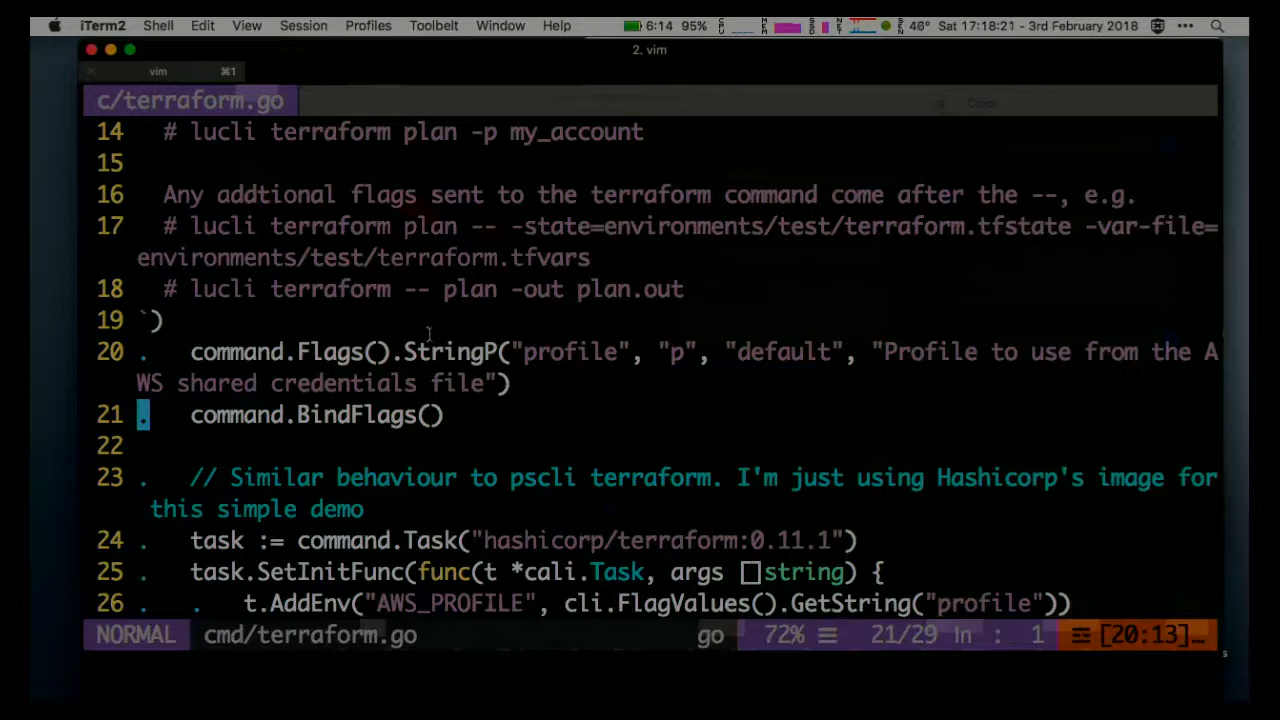 iTerm2 Shell Edit View Session Profiles Toolbelt Window Help 6:14 95% 46° Sat 17:18:21 - 3rd February 2018
2. vim
vim ⌘1
c/terraform.go
14 # lucli terraform plan -p my_account
15
16 Any addtional flags sent to the terraform command come after the --, e.g.
17 # lucli terraform plan -- -state=environments/test/terraform.tfstate -var-file=
environments/test/terraform.tfvars
18 # lucli terraform -- plan -out plan.out
19 `)
20 . command.Flags().StringP("profile", "p", "default", "Profile to use from the A
WS shared credentials file")
21 . command.BindFlags()
22
23 . // Similar behaviour to pscli terraform. I'm just using Hashicorp's image for
this simple demo
24 . task := command.Task("hashicorp/terraform:0.11.1")
25 . task.SetInitFunc(func(t *cali.Task, args []string) {
26 . . t.AddEnv("AWS_PROFILE", cli.FlagValues().GetString("profile"))
NORMAL cmd/terraform.go go 72% ☰ 21/29 ln : 1 ☲ [20:13]…